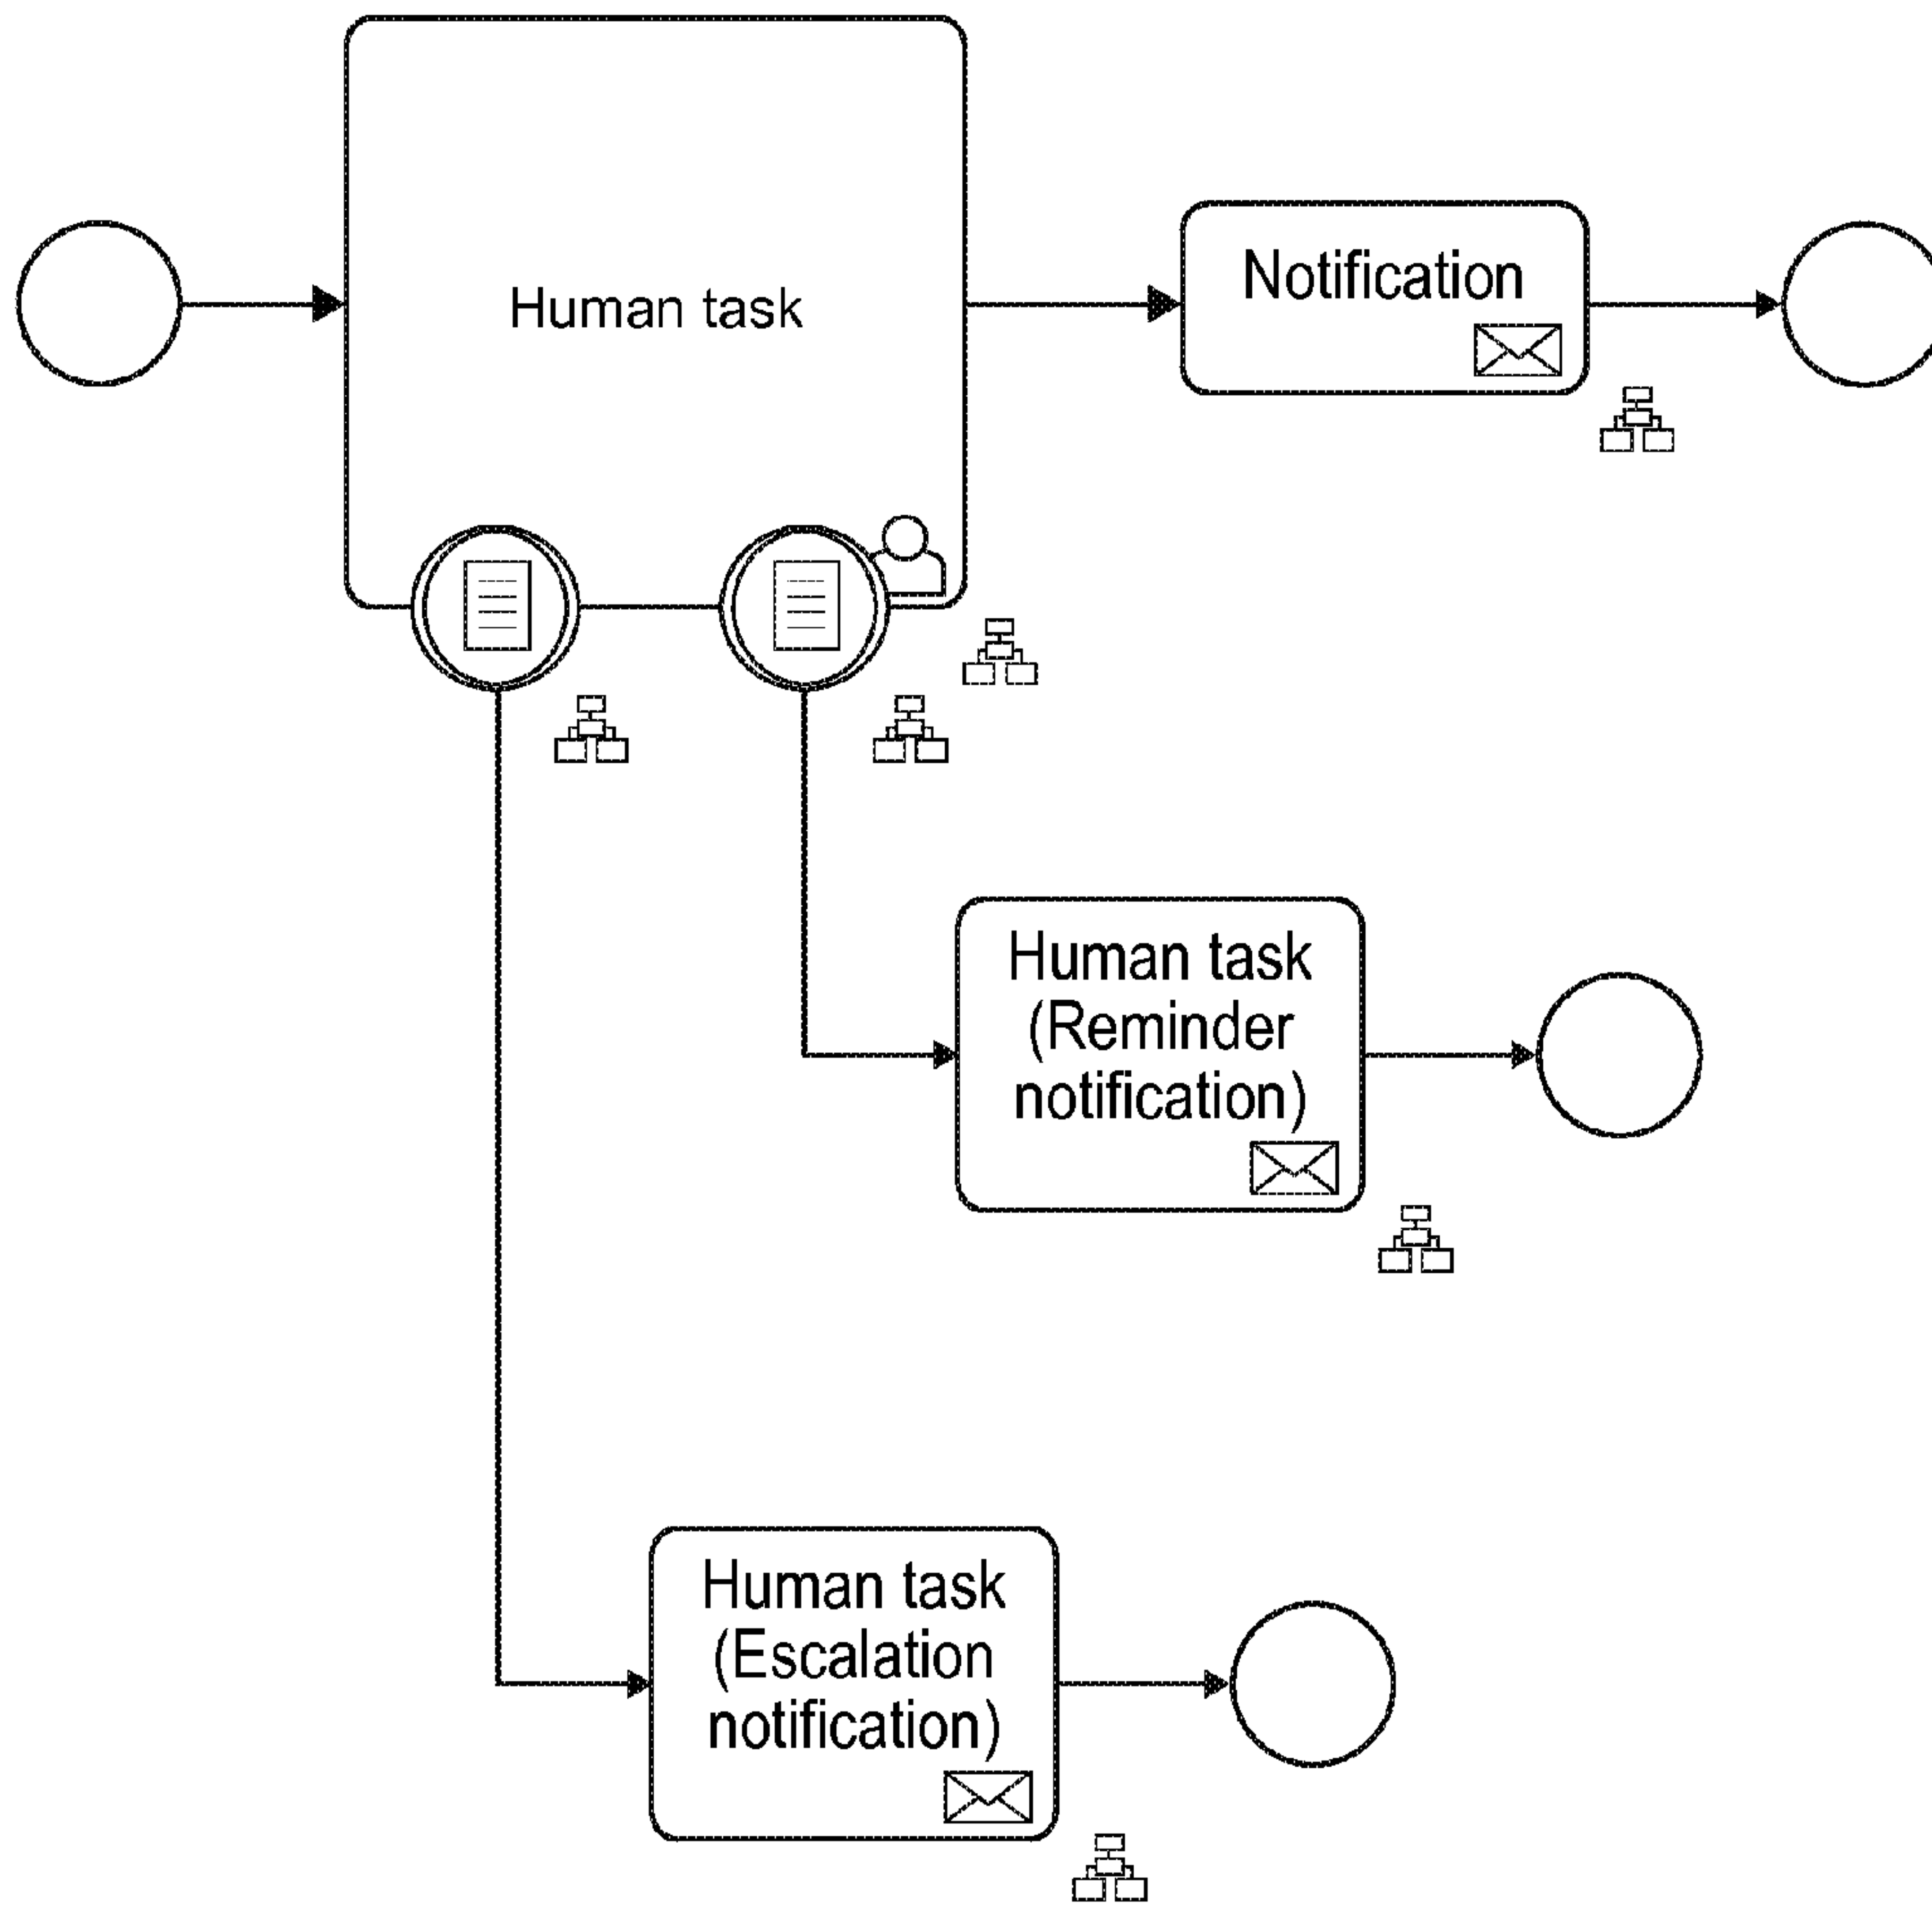 Human task
Notification
Human task
(Reminder
notification)
Human task
(Escalation
notification)